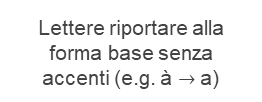 Lettere riportare alla
forma base senza
accenti (e.g. à → a)